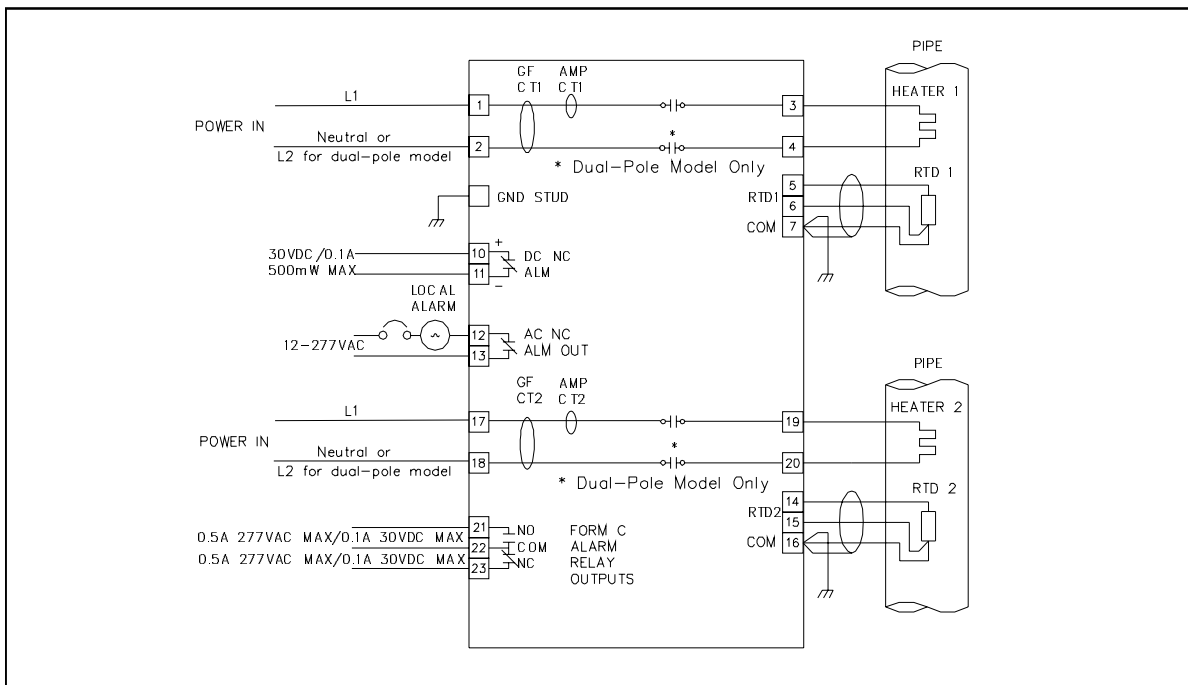 PIPE
GF AMP
CT1 CT1
HEATER 1
L1
1
3
POWER IN
Neutral or
L2 for dual-pole model
2
*
4
* Dual-Pole Model Only
RTD 1
GND STUD
5
RTD1
6
COM
7
30VDC/0.1A
500mW MAX
10
11
+
DC NC
ALM
−
LOCAL
ALARM
~
12-277VAC
12
13
AC NC
ALM OUT
PIPE
GF AMP
CT2 CT2
HEATER 2
L1
17
19
POWER IN
Neutral or
L2 for dual-pole model
18
*
20
* Dual-Pole Model Only
RTD 2
14
RTD2
15
COM
16
0.5A 277VAC MAX/0.1A 30VDC MAX
0.5A 277VAC MAX/0.1A 30VDC MAX
21
22
23
NO
COM
NC
FORM C
ALARM
RELAY
OUTPUTS